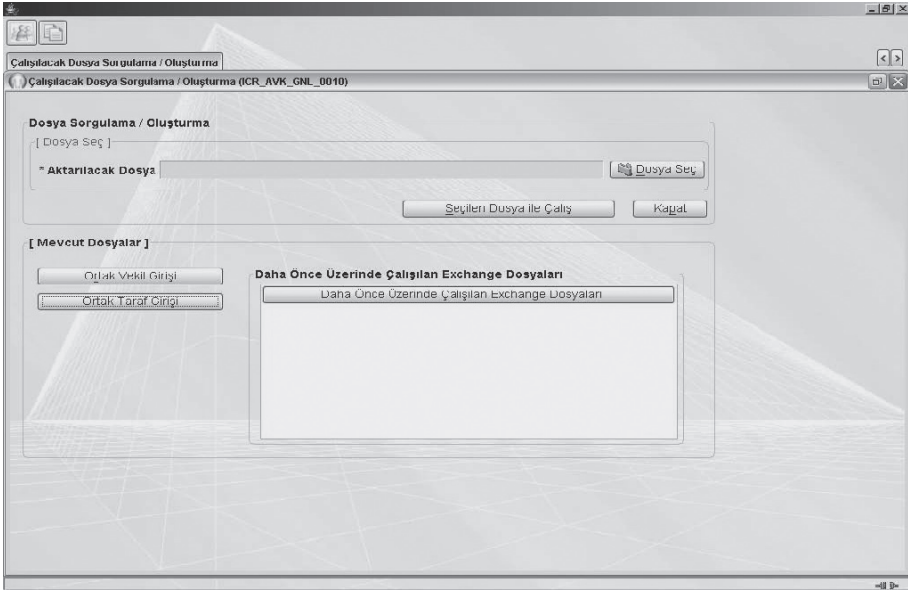 Çalışılacak Dosya Sorgulama / Oluşturma
Çalışılacak Dosya Sorgulama / Oluşturma (ICR_AVK_GNL_0010)
Dosya Sorgulama / Oluşturma
[ Dosya Seç ]
* Aktarılacak Dosya
Dosya Seç
Seçilen Dosya ile Çalış
Kapat
[ Mevcut Dosyalar ]
Ortak Vekil Girişi
Ortak Taraf Girişi
Daha Önce Üzerinde Çalışılan Exchange Dosyaları
Daha Önce Üzerinde Çalışılan Exchange Dosyaları